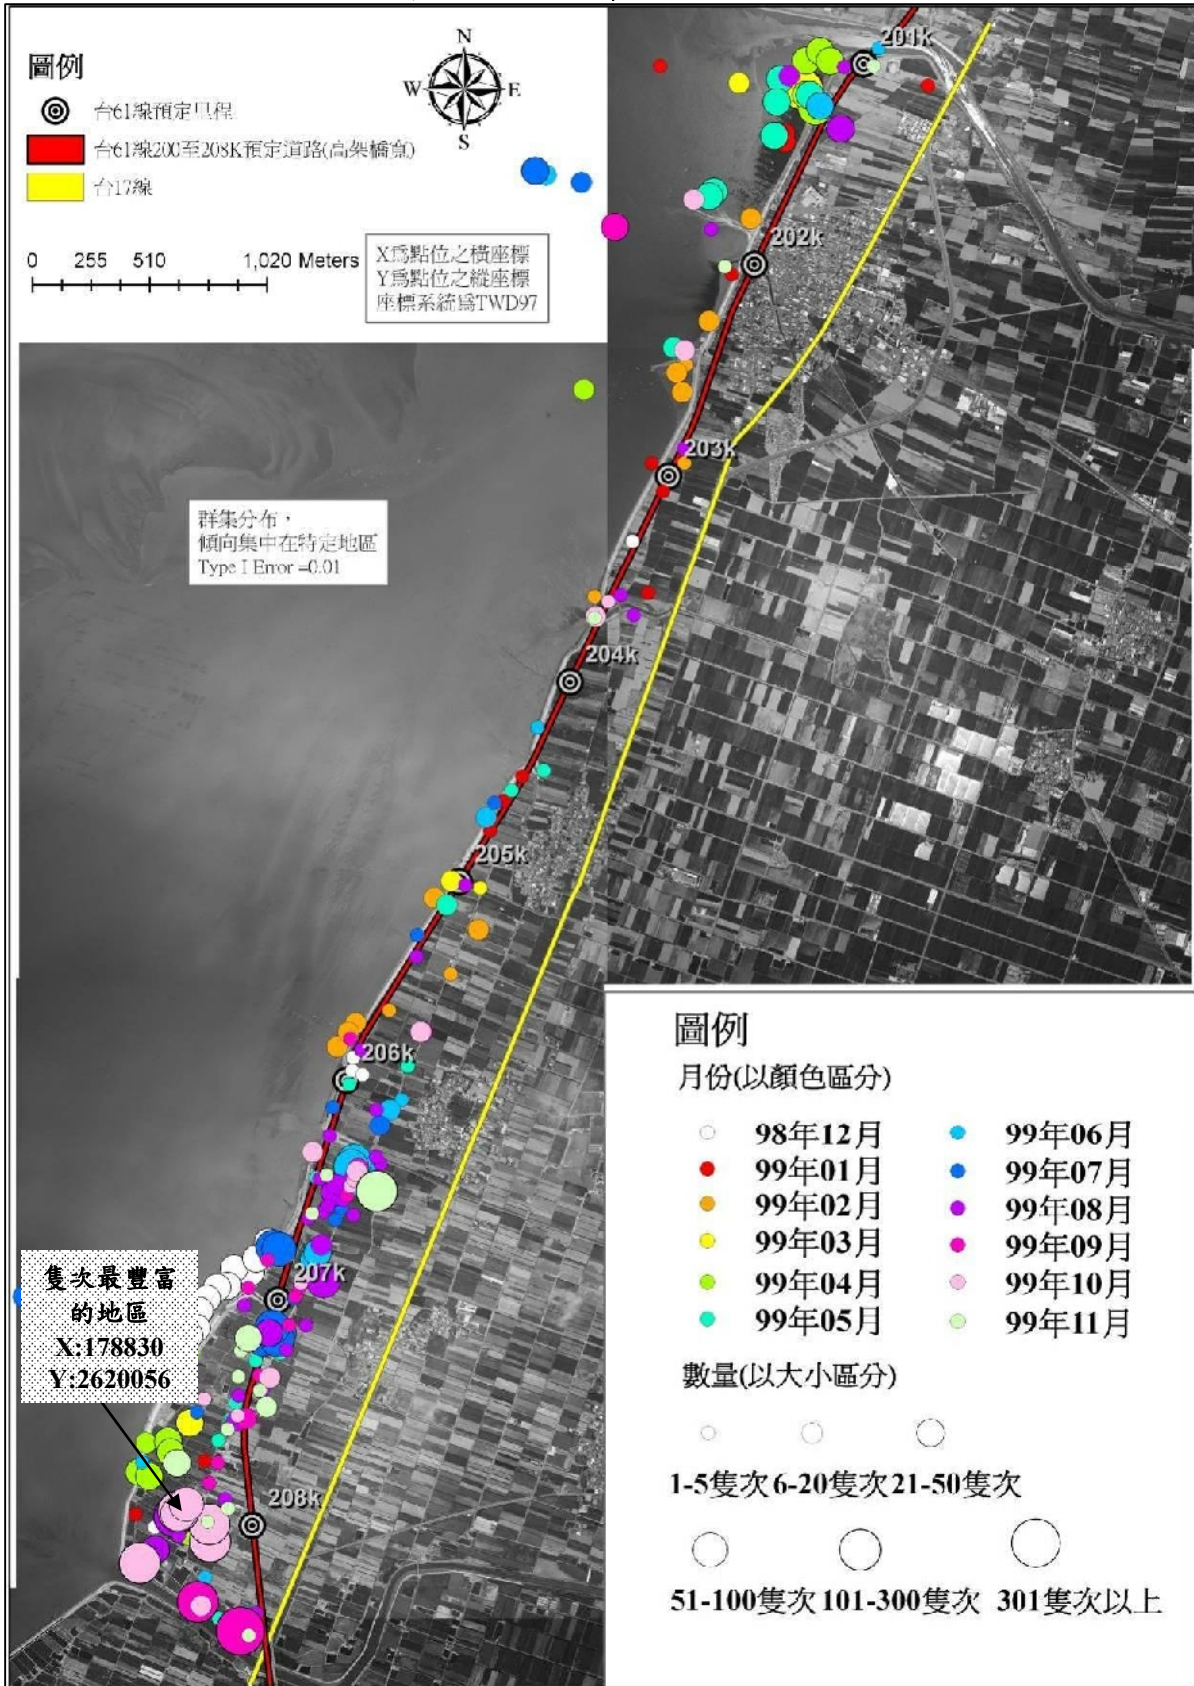 圖例
台61線預定里程
台61線200至208K預定道路(高架橋寬)
台17線
N
W
E
S
0 255 510 1,020 Meters
X為點位之橫座標
Y為點位之縱座標
座標系統為TWD97
201k
202k
203k
群集分布，
傾向集中在特定地區
Type I Error =0.01
204k
205k
206k
207k
208k
隻次最豐富
的地區
X:178830
Y:2620056
圖例
月份(以顏色區分)
98年12月 99年06月
99年01月 99年07月
99年02月 99年08月
99年03月 99年09月
99年04月 99年10月
99年05月 99年11月
數量(以大小區分)
1-5隻次 6-20隻次 21-50隻次
51-100隻次 101-300隻次 301隻次以上